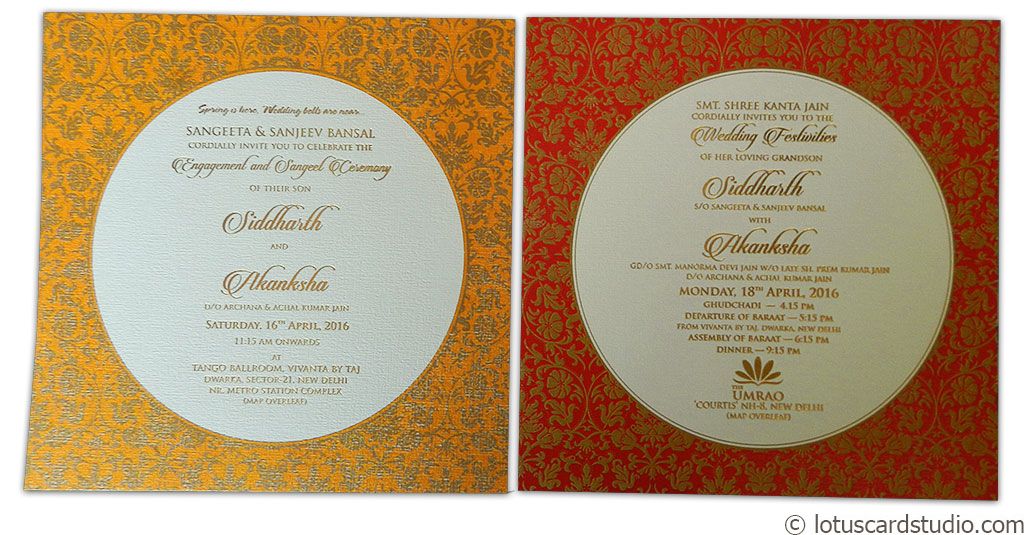 Spring is here, Wedding bells are near...
SANGEETA & SANJEEV BANSAL
CORDIALLY INVITE YOU TO CELEBRATE THE
Engagement and Sangeet Ceremony
OF THEIR SON
Siddharth
AND
Akanksha
D/O ARCHANA & ACHAL KUMAR JAIN
SATURDAY, 16TH APRIL, 2016
11:15 AM ONWARDS
AT
TANGO BALLROOM, VIVANTA BY TAJ
DWARKA, SECTOR-21, NEW DELHI
NR. METRO STATION COMPLEX
(MAP OVERLEAF)
SMT. SHREE KANTA JAIN
CORDIALLY INVITES YOU TO THE
Wedding Festivities
OF HER LOVING GRANDSON
Siddharth
S/O SANGEETA & SANJEEV BANSAL
WITH
Akanksha
GD/O SMT. MANORMA DEVI JAIN W/O LATE SH. PREM KUMAR JAIN
D/O ARCHANA & ACHAL KUMAR JAIN
MONDAY, 18TH APRIL, 2016
GHUDCHADI — 4.15 PM
DEPARTURE OF BARAAT — 5:15 PM
FROM VIVANTA BY TAJ, DWARKA, NEW DELHI
ASSEMBLY OF BARAAT — 6:15 PM
DINNER — 9:15 PM
THE
UMRAO
'COURTIS' NH-8, NEW DELHI
(MAP OVERLEAF)
© lotuscardstudio.com